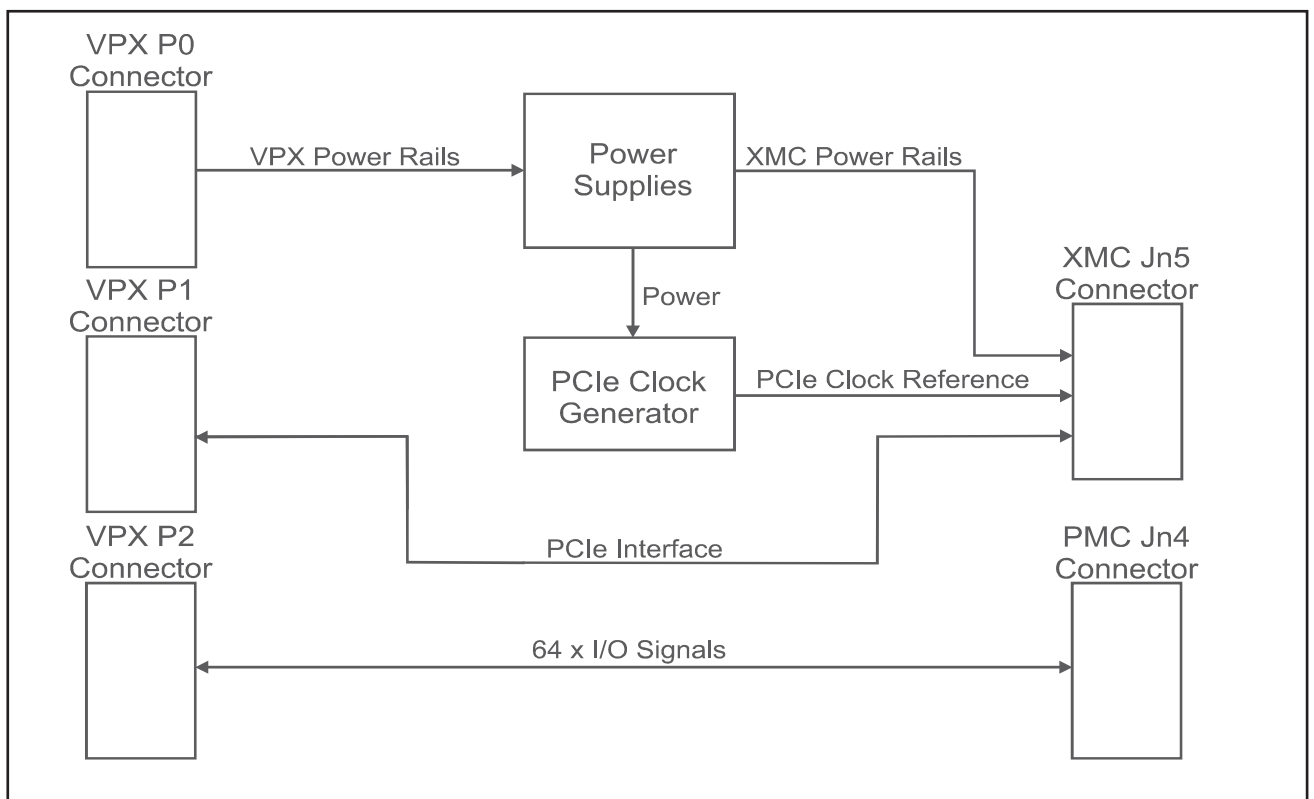 VPX P0
Connector
VPX Power Rails
Power
Supplies
XMC Power Rails
VPX P1
Connector
Power
XMC Jn5
Connector
PCIe Clock
Generator
PCIe Clock Reference
VPX P2
Connector
PCIe Interface
PMC Jn4
Connector
64 x I/O Signals